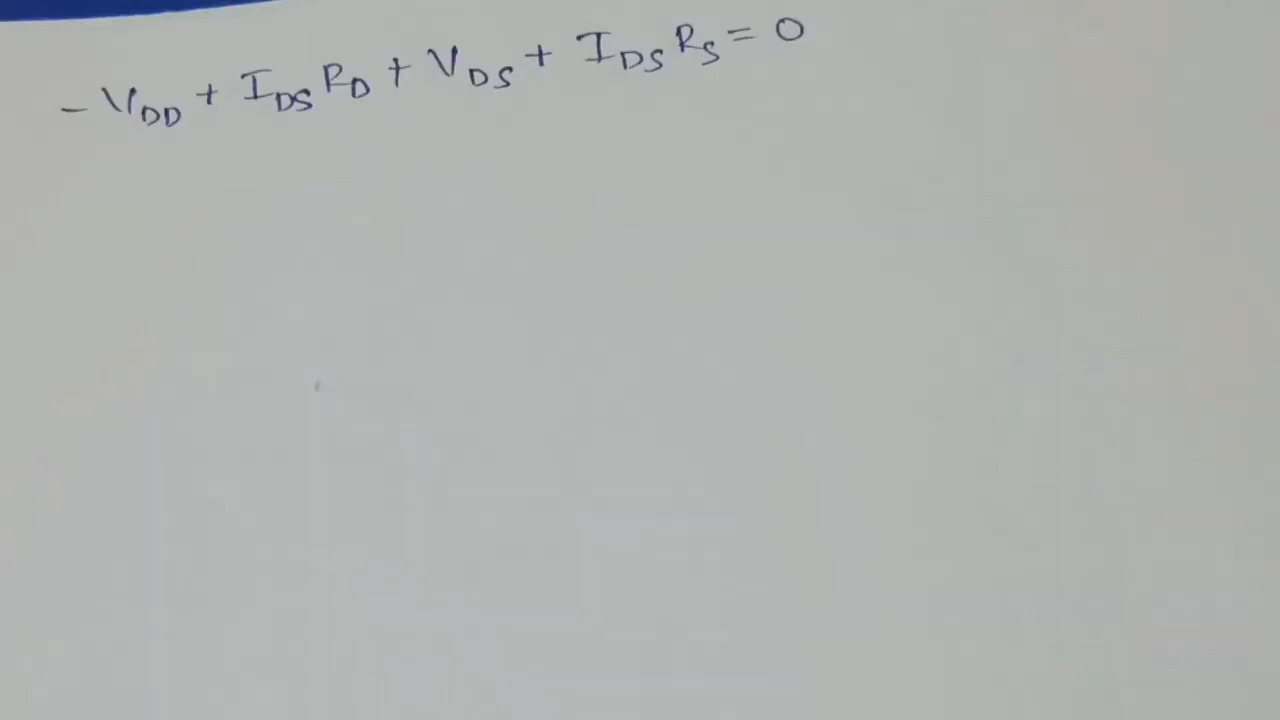 - V_DD + I_DS R_D + V_DS + I_DS R_S = 0